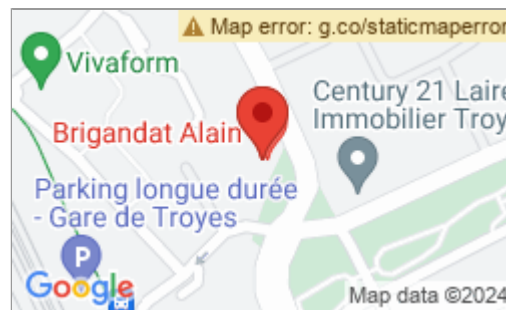 Map error: g.co/staticmaperror
Vivaform
Century 21 Laire
Immobilier Troy
Brigandat Alain
Parking longue durée
- Gare de Troyes
P
Google
Map data ©2024